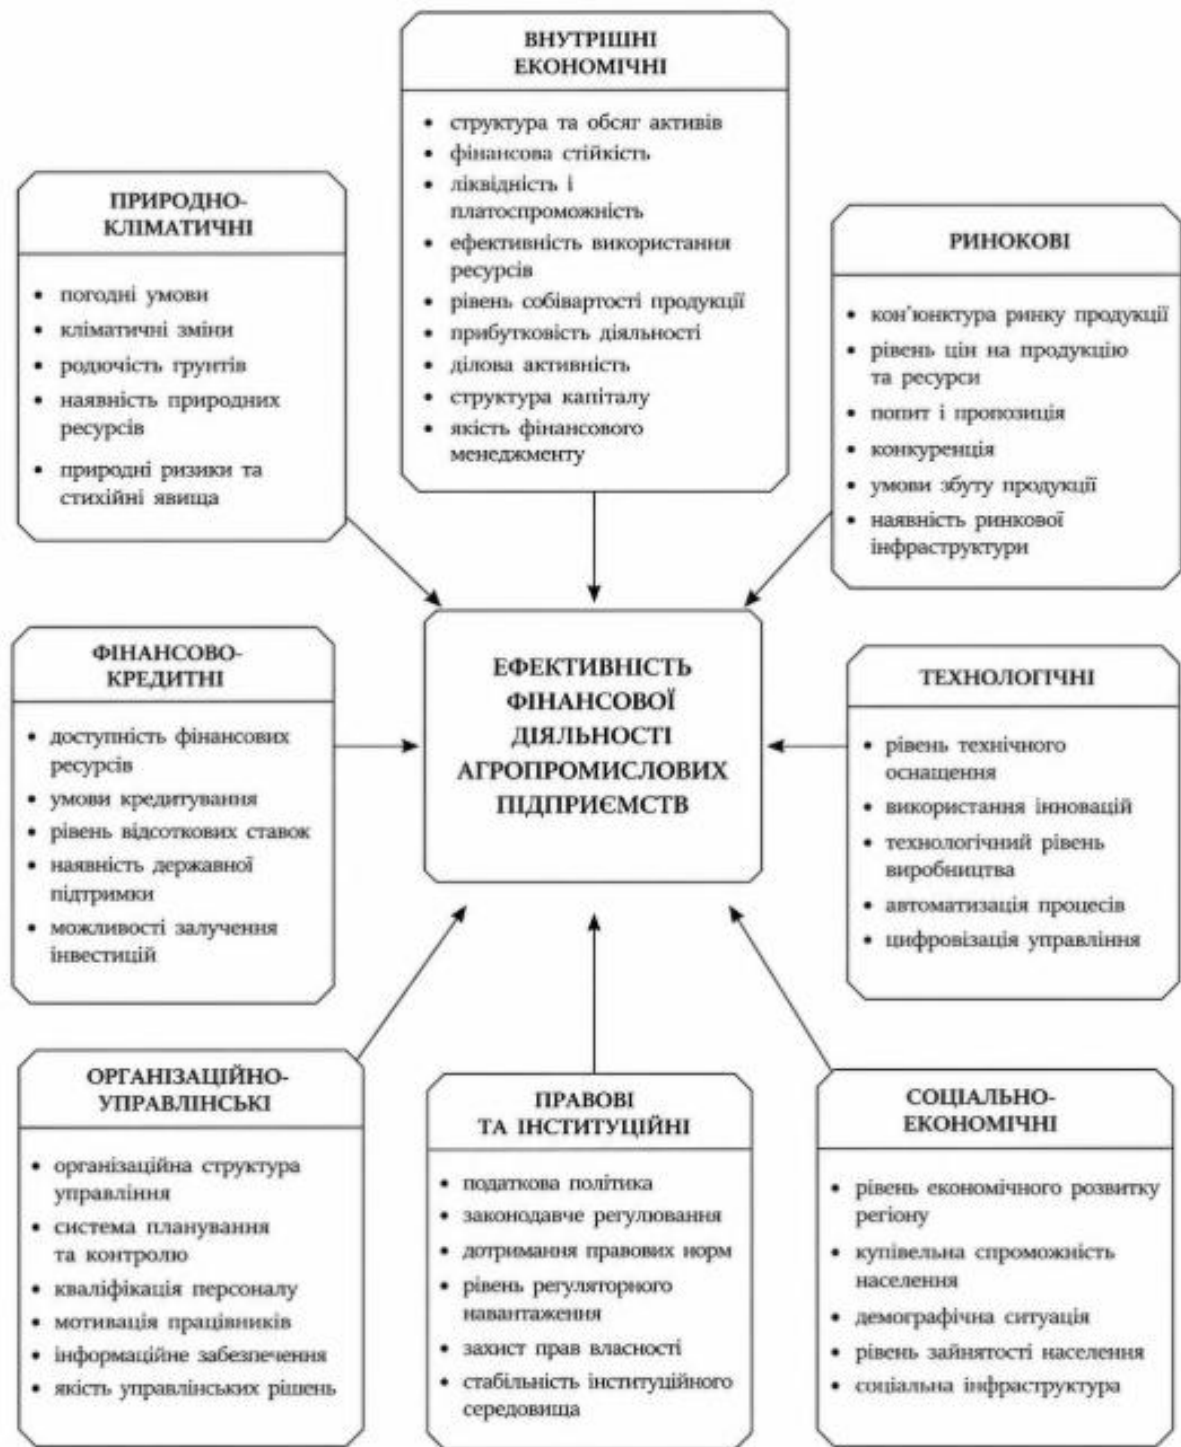 ВНУТРІШНІ
ЕКОНОМІЧНІ
• структура та обсяг активів
• фінансова стійкість
• ліквідність і
платоспроможність
• ефективність використання
ресурсів
• рівень собівартості продукції
• прибутковість діяльності
• ділова активність
• структура капіталу
• якість фінансового
менеджменту
ПРИРОДНО-
КЛІМАТИЧНІ
• погодні умови
• кліматичні зміни
• родючість грунтів
• наявність природних
ресурсів
• природні ризики та
стихійні явища
РИНОКОВІ
• кон'юнктура ринку продукції
• рівень цін на продукцію
та ресурси
• попит і пропозиція
• конкуренція
• умови збуту продукції
• наявність ринкової
інфраструктури
ФІНАНСОВО-
КРЕДИТНІ
• доступність фінансових
ресурсів
• умови кредитування
• рівень відсоткових ставок
• наявність державної
підтримки
• можливості залучення
інвестицій
ЕФЕКТИВНІСТЬ
ФІНАНСОВОЇ
ДІЯЛЬНОСТІ
АГРОПРОМИСЛОВИХ
ПІДПРИЄМСТВ
ТЕХНОЛОГІЧНІ
• рівень технічного
оснащення
• використання інновацій
• технологічний рівень
виробництва
• автоматизація процесів
• цифровізація управління
ОРГАНІЗАЦІЙНО-
УПРАВЛІНСЬКІ
• організаційна структура
управління
• система планування
та контролю
• кваліфікація персоналу
• мотивація працівників
• інформаційне забезпечення
• якість управлінських рішень
ПРАВОВІ
ТА ІНСТИТУЦІЙНІ
• податкова політика
• законодавче регулювання
• дотримання правових норм
• рівень регуляторного
навантаження
• захист прав власності
• стабільність інституційного
середовища
СОЦІАЛЬНО-
ЕКОНОМІЧНІ
• рівень економічного розвитку
регіону
• купівельна спроможність
населення
• демографічна ситуація
• рівень зайнятості населення
• соціальна інфраструктура